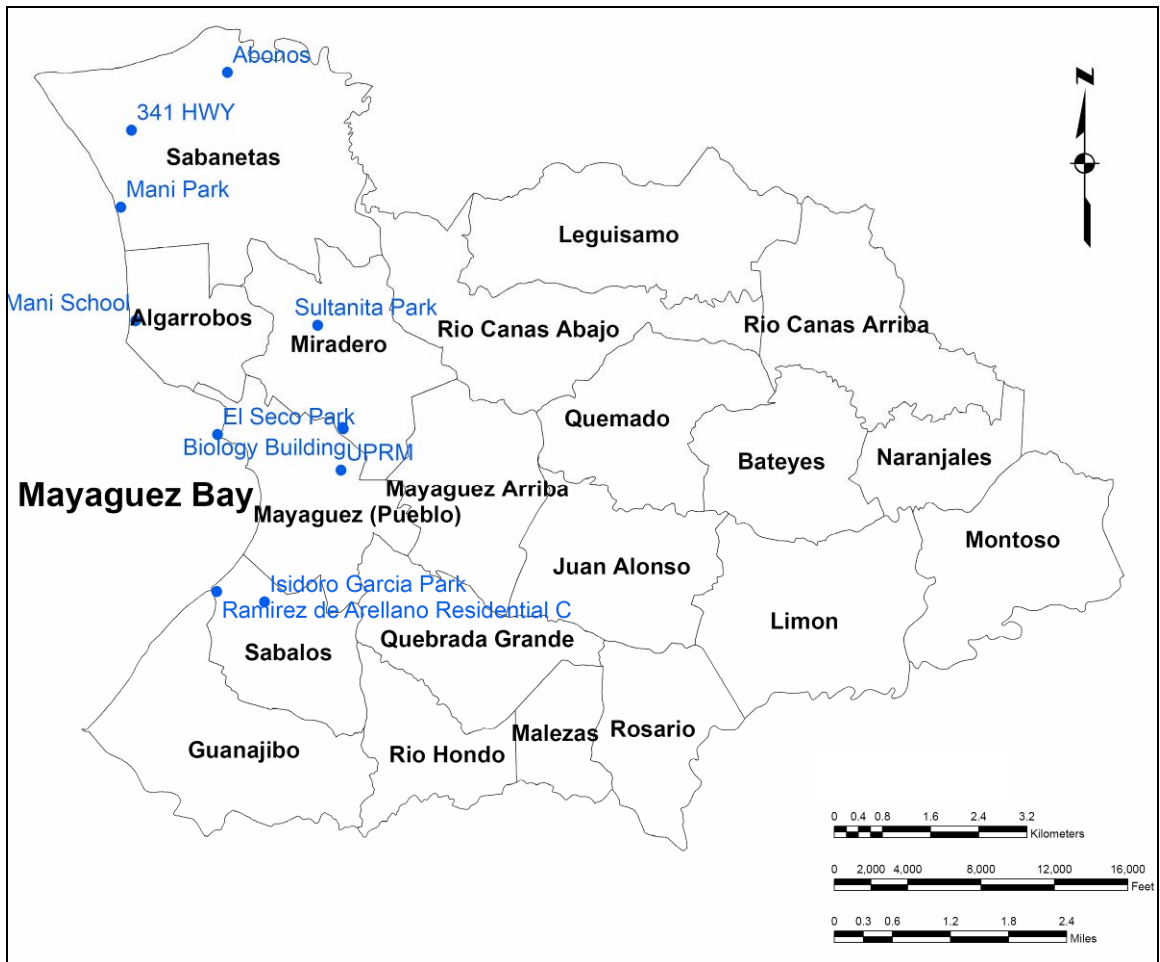 Abonos
341 HWY
Sabanetas
N
Mani Park
Leguisamo
Mani School
Algarrobos
Sultanita Park
Miradero
Rio Canas Abajo
Rio Canas Arriba
El Seco Park
Quemado
Biology Building
UPRM
Bateyes
Naranjales
Mayaguez Bay
Mayaguez Arriba
Mayaguez (Pueblo)
Montoso
Juan Alonso
Isidoro Garcia Park
Ramirez de Arellano Residential C
Limon
Quebrada Grande
Sabalos
Guanajibo
Rio Hondo
Malezas
Rosario
0 0.4 0.8 1.6 2.4 3.2
Kilometers
0 2,000 4,000 8,000 12,000 16,000
Feet
0 0.3 0.6 1.2 1.8 2.4
Miles